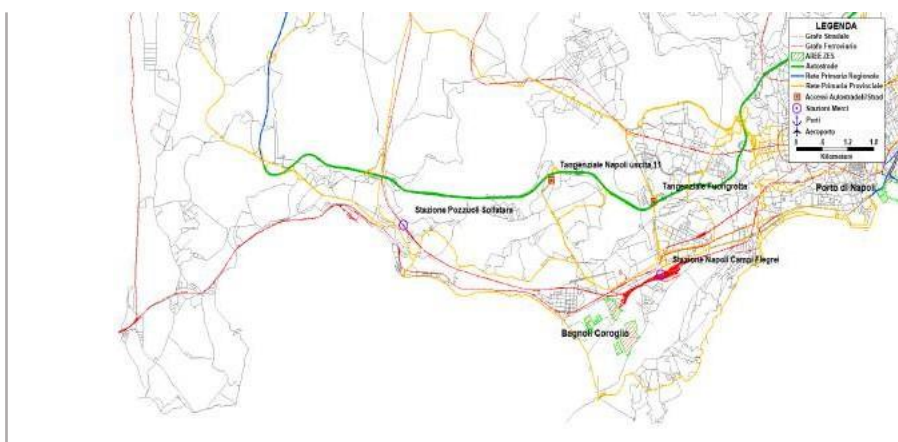 LEGENDA
Grafo Stradale
Grafo Ferroviario
AREE ZES
Autostrade
Rete Primaria Regionale
Rete Primaria Provinciale
Accessi Autostradali/Strad
Stazioni Merci
Porti
Aeroporto
Kilometers
Tangenziale Napoli uscita 11
Tangenziale Fuorigrotta
Porto di Napoli
Stazione Pozzuoli Solfatara
Stazione Napoli Campi Flegrei
Bagnoli Coroglio